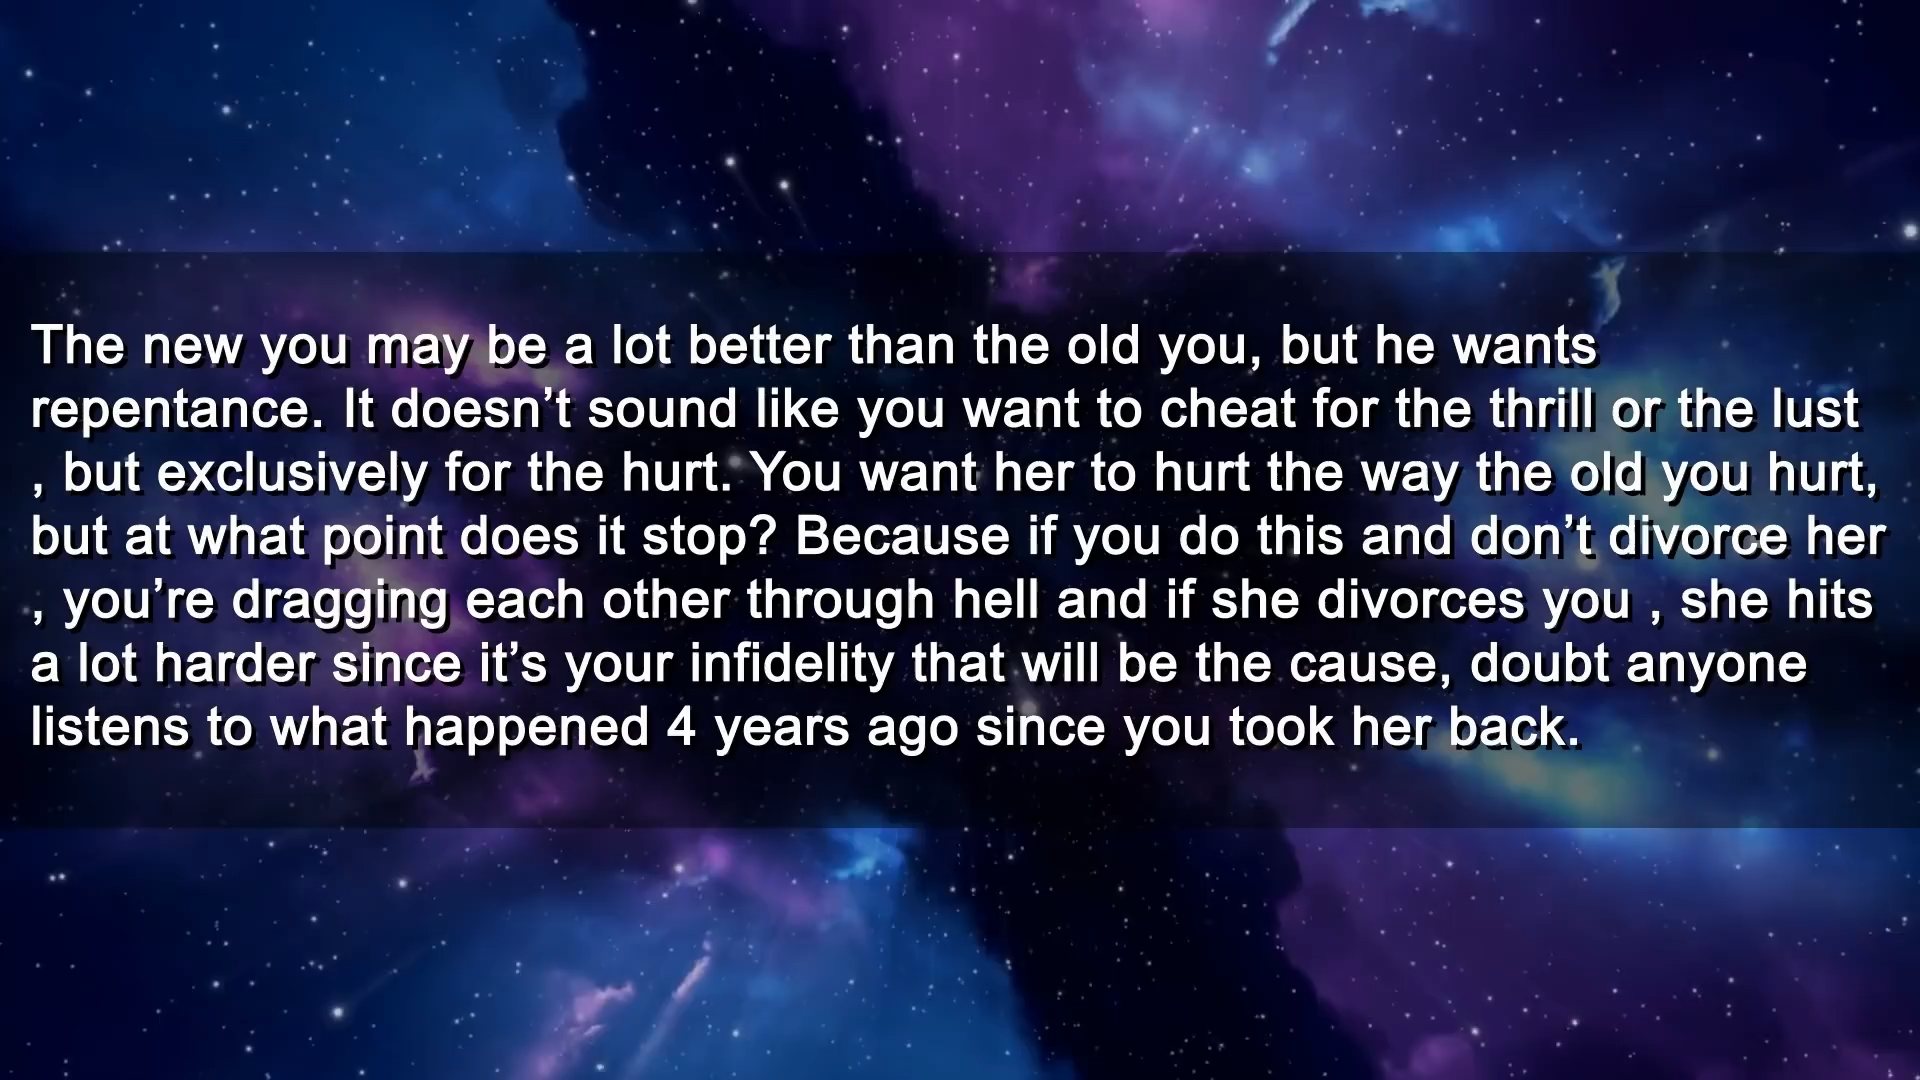 The new you may be a lot better than the old you, but he wants
repentance. It doesn’t sound like you want to cheat for the thrill or the lust
, but exclusively for the hurt. You want her to hurt the way the old you hurt,
but at what point does it stop? Because if you do this and don’t divorce her
, you’re dragging each other through hell and if she divorces you , she hits
a lot harder since it’s your infidelity that will be the cause, doubt anyone
listens to what happened 4 years ago since you took her back.